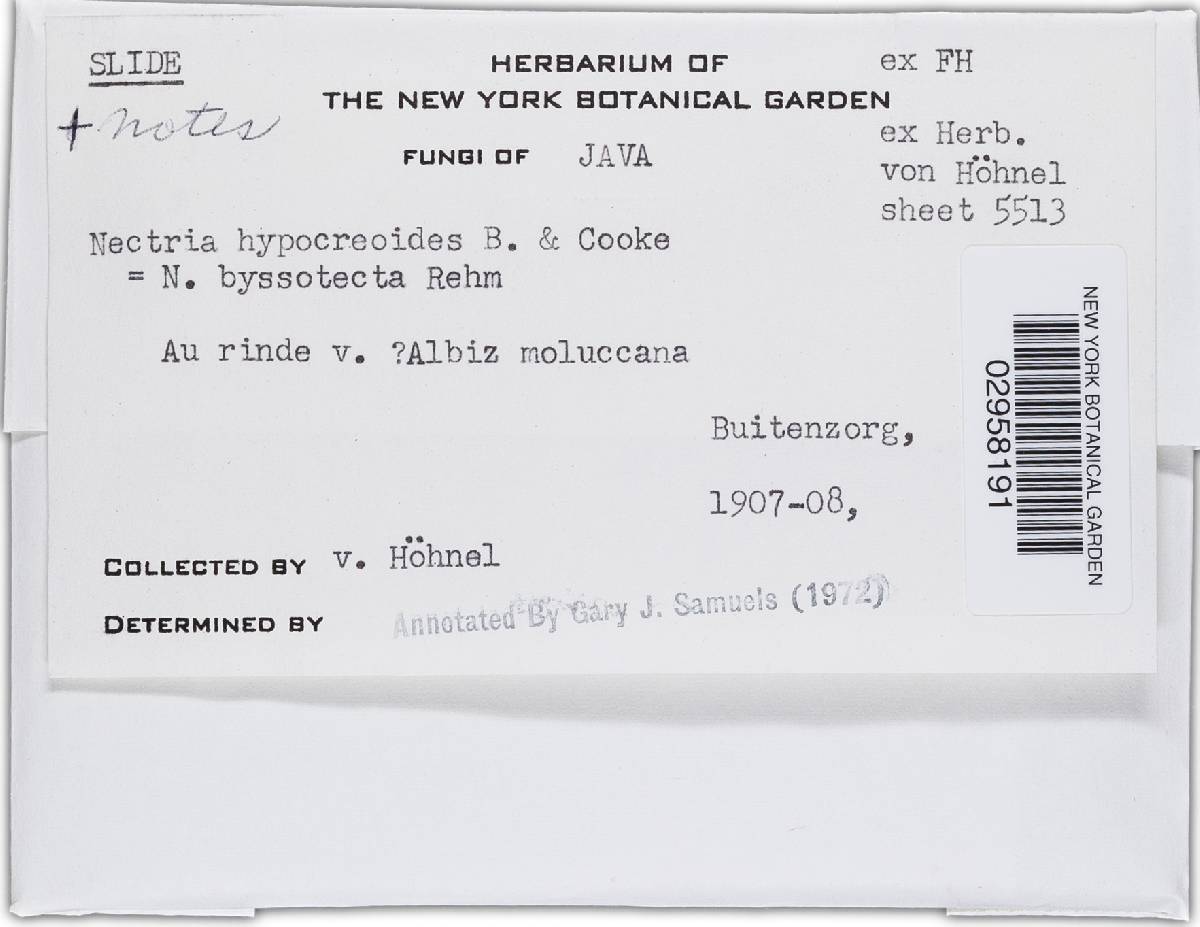 SLIDE
+ notes
HERBARIUM OF
THE NEW YORK BOTANICAL GARDEN
FUNGI OF JAVA
ex FH
ex Herb.
von Höhnel
sheet 5513
Nectria hypocreoides B. & Cooke
= N. byssotecta Rehm
Au rinde v. ?Albiz moluccana
Buitenzorg,
1907-08,
COLLECTED BY v. Höhnel
DETERMINED BY Annotated By Gary J. Samuels (1972)
NEW YORK BOTANICAL GARDEN
02958191